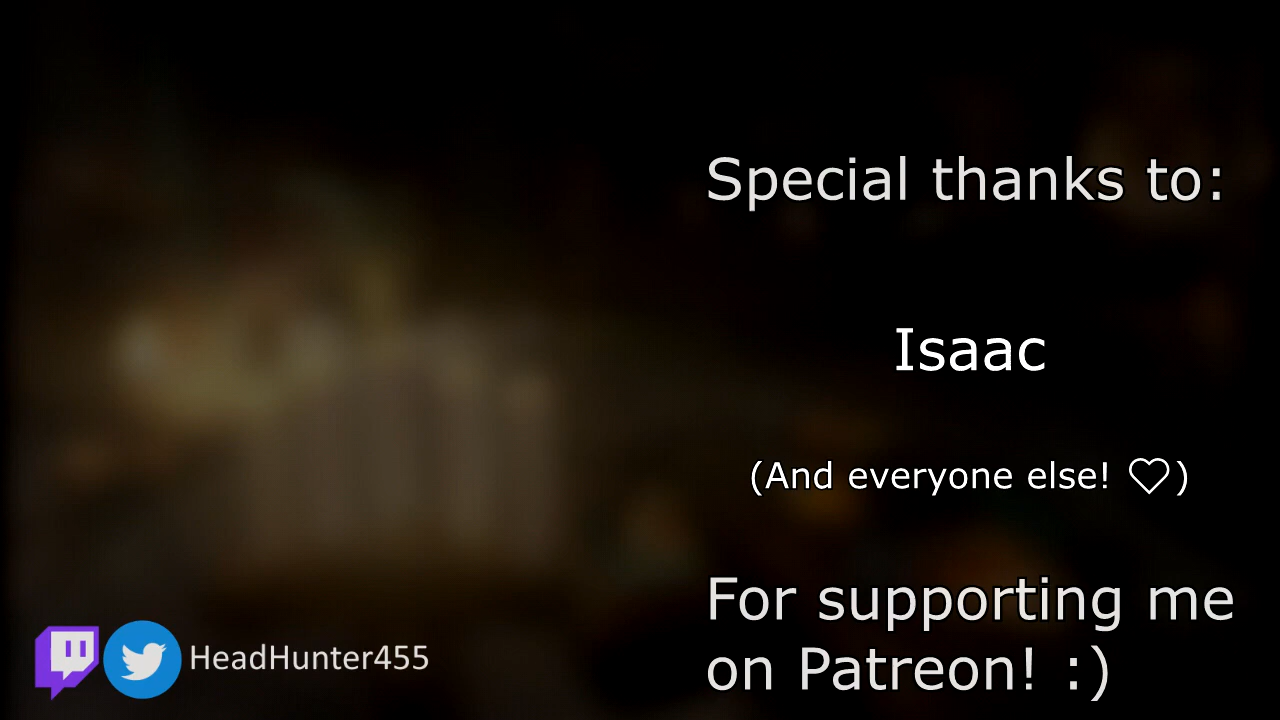 Special thanks to:
Isaac
(And everyone else! ♡)
For supporting me
on Patreon! :)
HeadHunter455